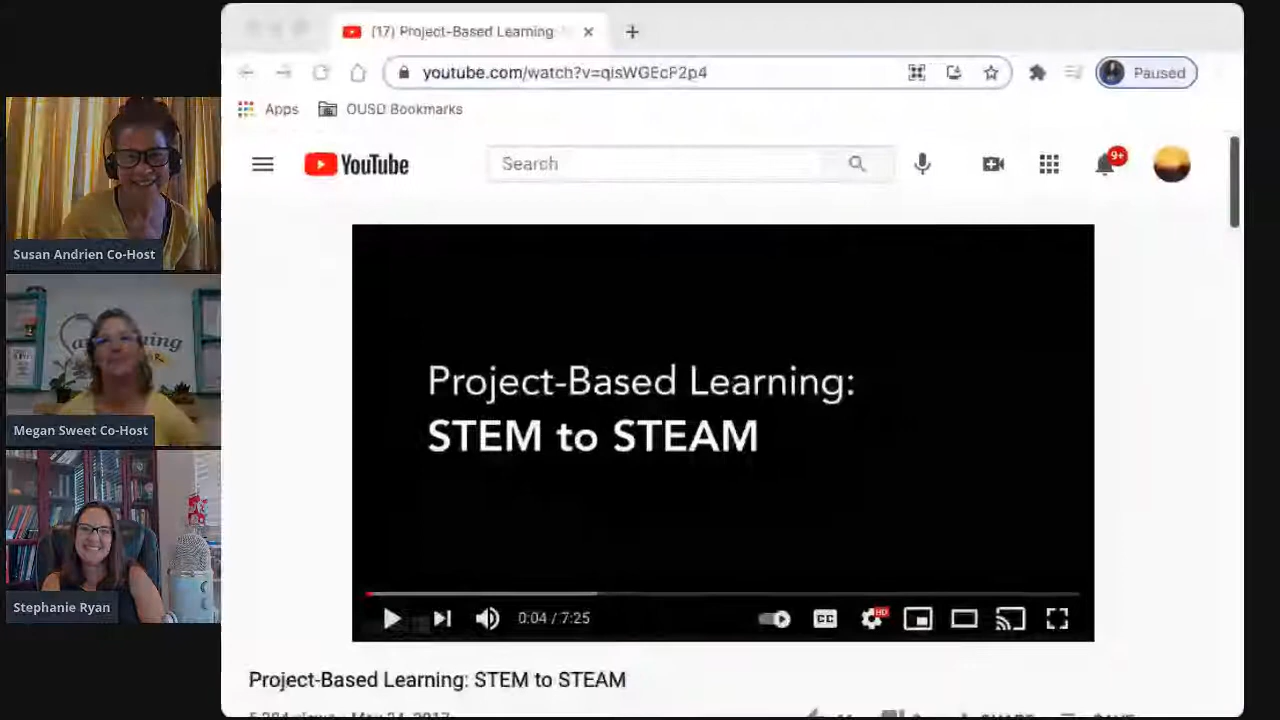 (17) Project-Based Learning:
youtube.com/watch?v=qisWGEcP2p4
Paused
Apps
OUSD Bookmarks
YouTube
Search
9+
Project-Based Learning:
STEM to STEAM
0:04 / 7:25
CC
HD
Project-Based Learning: STEM to STEAM
Susan Andrien Co-Host
Megan Sweet Co-Host
Stephanie Ryan